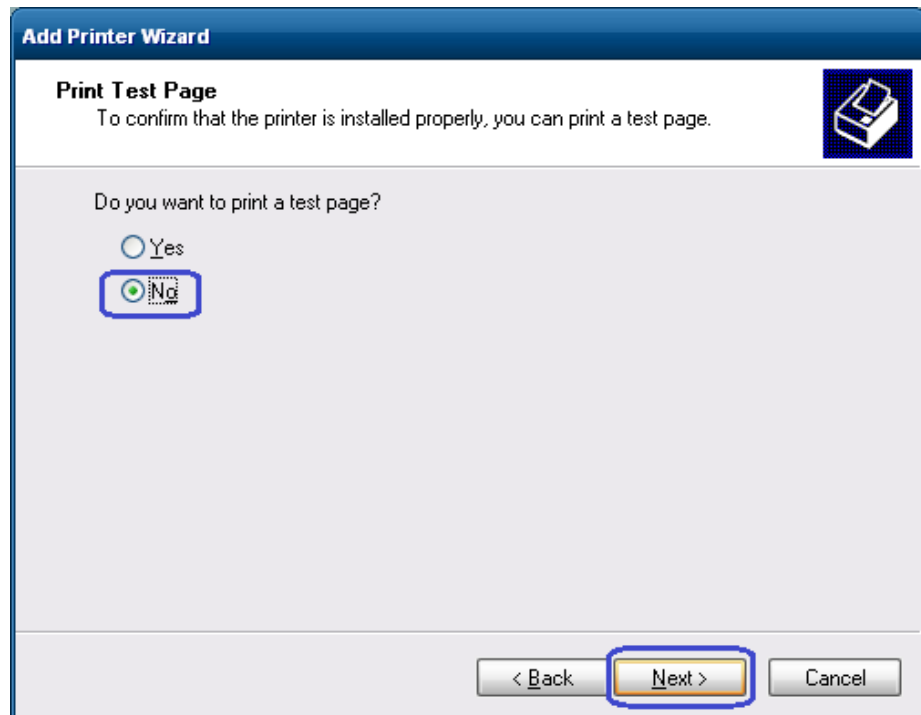 Add Printer Wizard
Print Test Page
To confirm that the printer is installed properly, you can print a test page.
Do you want to print a test page?
Yes
No
< Back Next > Cancel